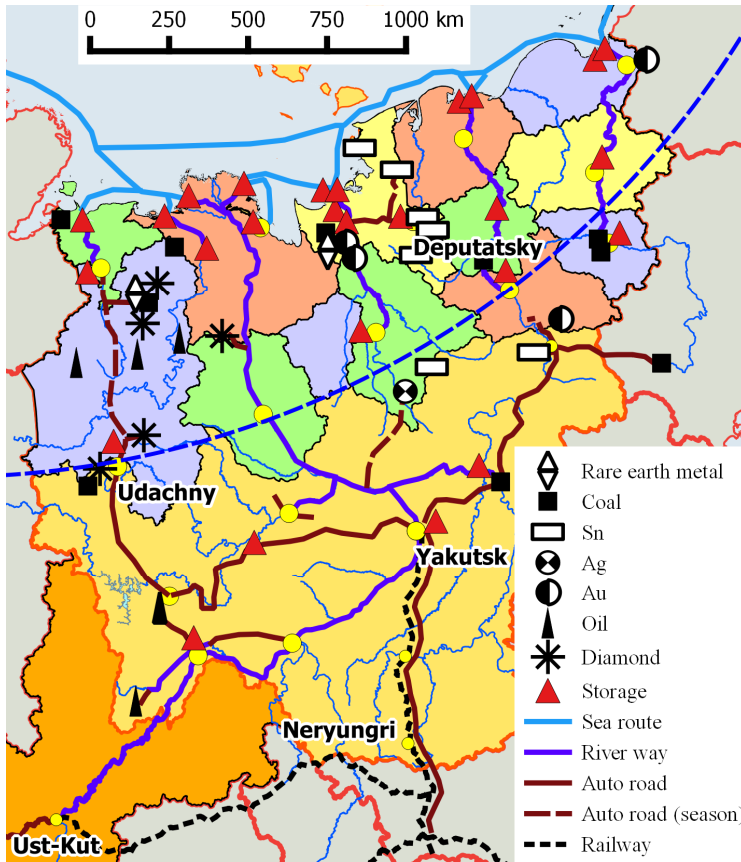 0 250 500 750 1000 km
Deputatsky
Udachny
Yakutsk
Neryungri
Ust-Kut
Rare earth metal
Coal
Sn
Ag
Au
Oil
Diamond
Storage
Sea route
River way
Auto road
Auto road (season)
Railway